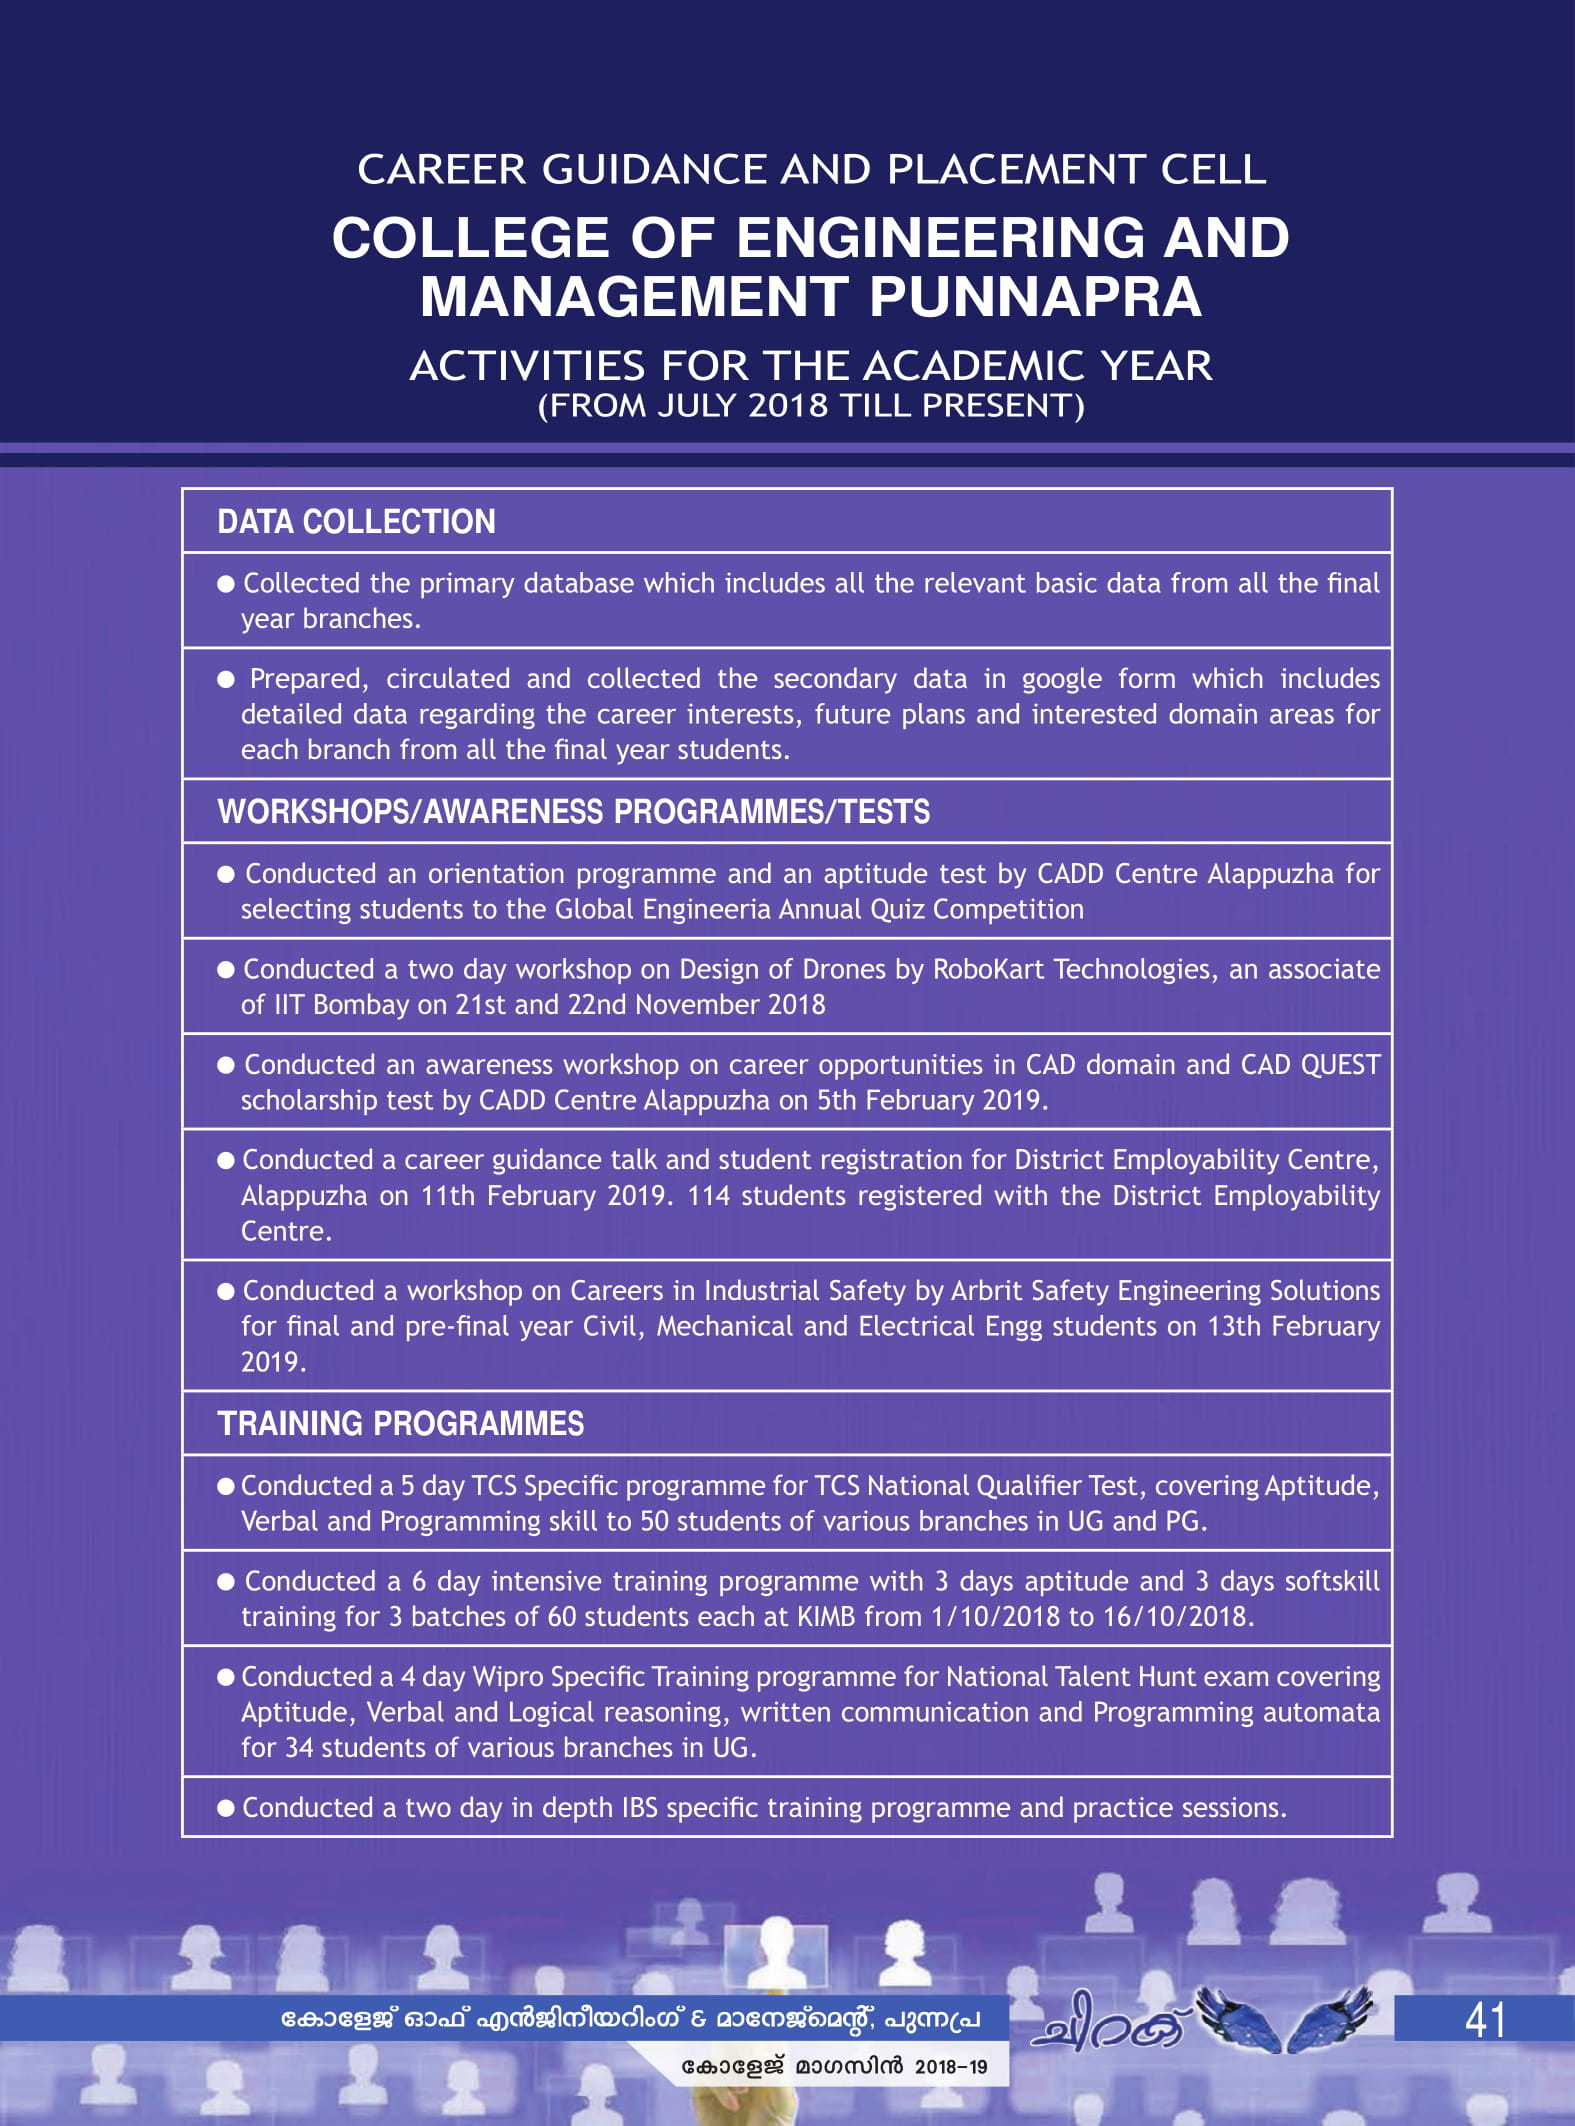 CAREER GUIDANCE AND PLACEMENT CELL
COLLEGE OF ENGINEERING AND
MANAGEMENT PUNNAPRA
ACTIVITIES FOR THE ACADEMIC YEAR
(FROM JULY 2018 TILL PRESENT)
DATA COLLECTION
● Collected the primary database which includes all the relevant basic data from all the final
year branches.
● Prepared, circulated and collected the secondary data in google form which includes
detailed data regarding the career interests, future plans and interested domain areas for
each branch from all the final year students.
WORKSHOPS/AWARENESS PROGRAMMES/TESTS
● Conducted an orientation programme and an aptitude test by CADD Centre Alappuzha for
selecting students to the Global Engineeria Annual Quiz Competition
● Conducted a two day workshop on Design of Drones by RoboKart Technologies, an associate
of IIT Bombay on 21st and 22nd November 2018
● Conducted an awareness workshop on career opportunities in CAD domain and CAD QUEST
scholarship test by CADD Centre Alappuzha on 5th February 2019.
● Conducted a career guidance talk and student registration for District Employability Centre,
Alappuzha on 11th February 2019. 114 students registered with the District Employability
Centre.
● Conducted a workshop on Careers in Industrial Safety by Arbrit Safety Engineering Solutions
for final and pre-final year Civil, Mechanical and Electrical Engg students on 13th February
2019.
TRAINING PROGRAMMES
● Conducted a 5 day TCS Specific programme for TCS National Qualifier Test, covering Aptitude,
Verbal and Programming skill to 50 students of various branches in UG and PG.
● Conducted a 6 day intensive training programme with 3 days aptitude and 3 days softskill
training for 3 batches of 60 students each at KIMB from 1/10/2018 to 16/10/2018.
● Conducted a 4 day Wipro Specific Training programme for National Talent Hunt exam covering
Aptitude, Verbal and Logical reasoning, written communication and Programming automata
for 34 students of various branches in UG.
● Conducted a two day in depth IBS specific training programme and practice sessions.
കോളേജ് ഓഫ് എൻജിനീയറിംഗ് & മാനേജ്മെന്റ്, പുന്നപ്ര
ചിറക്
41
കോളേജ് മാഗസിൻ 2018-19